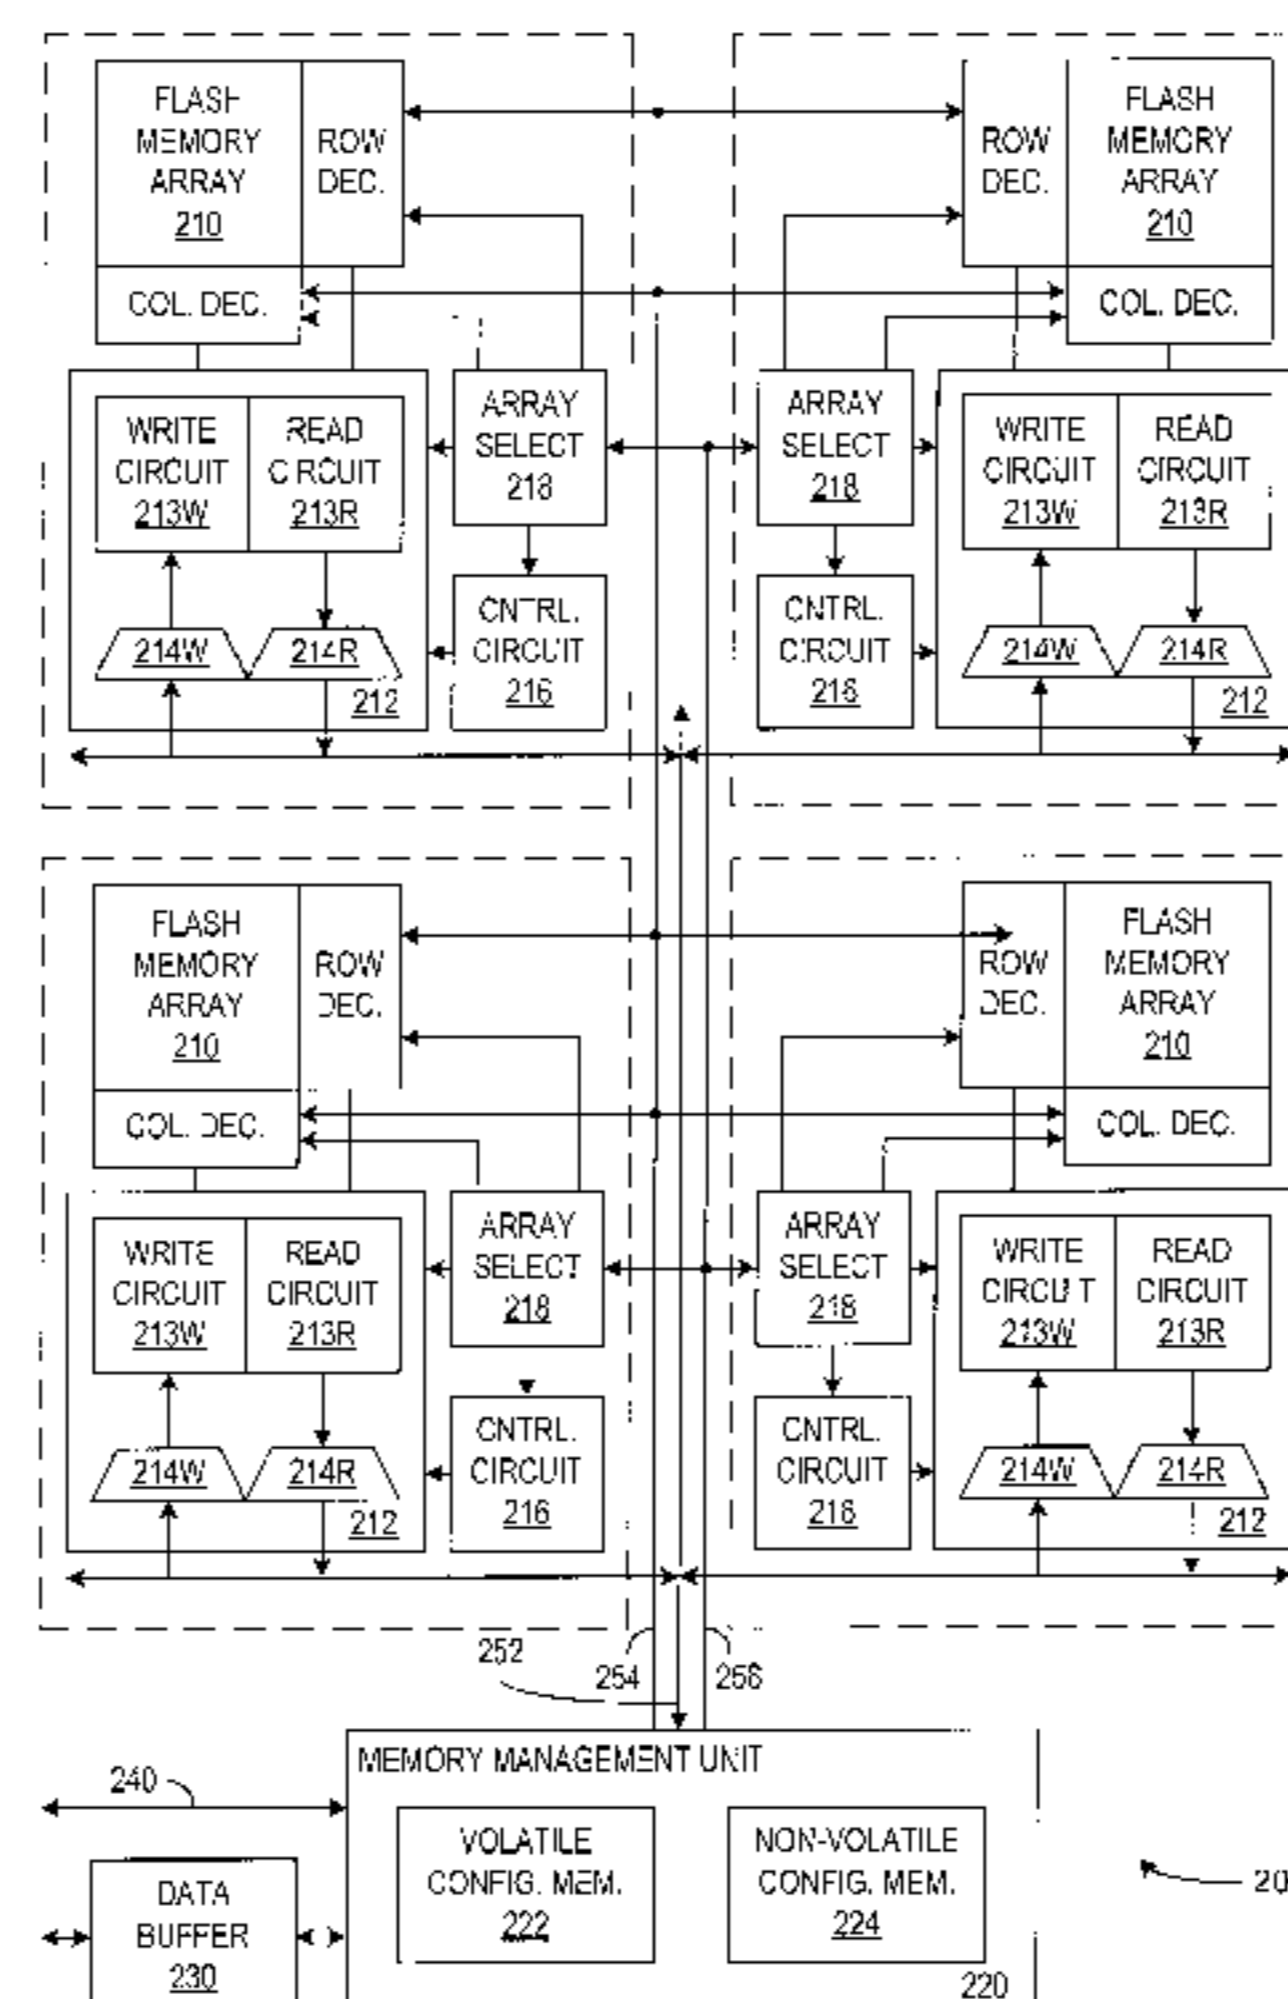 FLASH
MEMORY
ARRAY
210
ROW
DEC.
COL. DEC.
WRITE
CIRCUIT
213W
READ
CIRCUIT
213R
214W
214R
212
ARRAY
SELECT
218
CNTRL.
CIRCUIT
216
ROW
DEC.
FLASH
MEMORY
ARRAY
210
COL. DEC.
ARRAY
SELECT
218
CNTRL.
CIRCUIT
216
WRITE
CIRCUIT
213W
READ
CIRCUIT
213R
214W
214R
212
FLASH
MEMORY
ARRAY
210
ROW
DEC.
COL. DEC.
WRITE
CIRCUIT
213W
READ
CIRCUIT
213R
214W
214R
212
ARRAY
SELECT
218
CNTRL.
CIRCUIT
216
ROW
DEC.
FLASH
MEMORY
ARRAY
210
COL. DEC.
ARRAY
SELECT
218
CNTRL.
CIRCUIT
216
WRITE
CIRCUIT
213W
READ
CIRCUIT
213R
214W
214R
212
252
254
256
MEMORY MANAGEMENT UNIT
240
VOLATILE
CONFIG. MEM.
222
NON-VOLATILE
CONFIG. MEM.
224
DATA
BUFFER
230
220